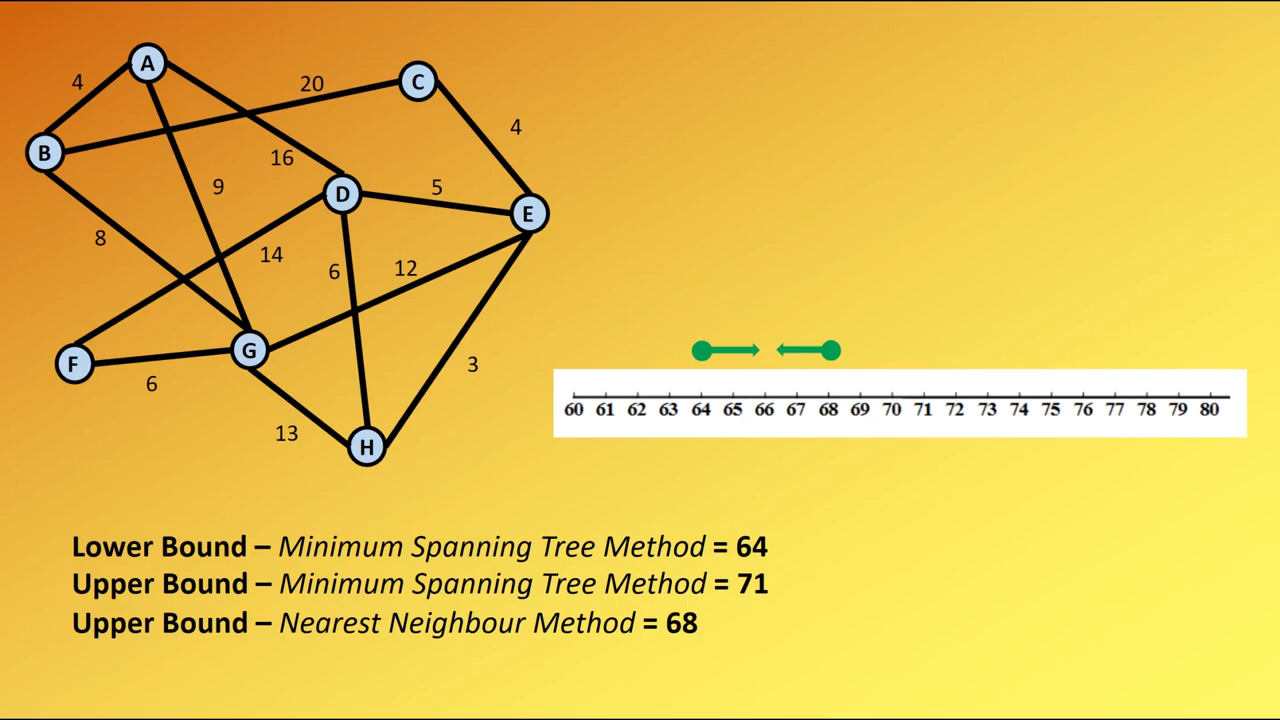 A
4
20
C
4
B
16
9
D
5
E
8
14
6
12
G
F
6
3
13
H
60 61 62 63 64 65 66 67 68 69 70 71 72 73 74 75 76 77 78 79 80
Lower Bound – Minimum Spanning Tree Method = 64
Upper Bound – Minimum Spanning Tree Method = 71
Upper Bound – Nearest Neighbour Method = 68